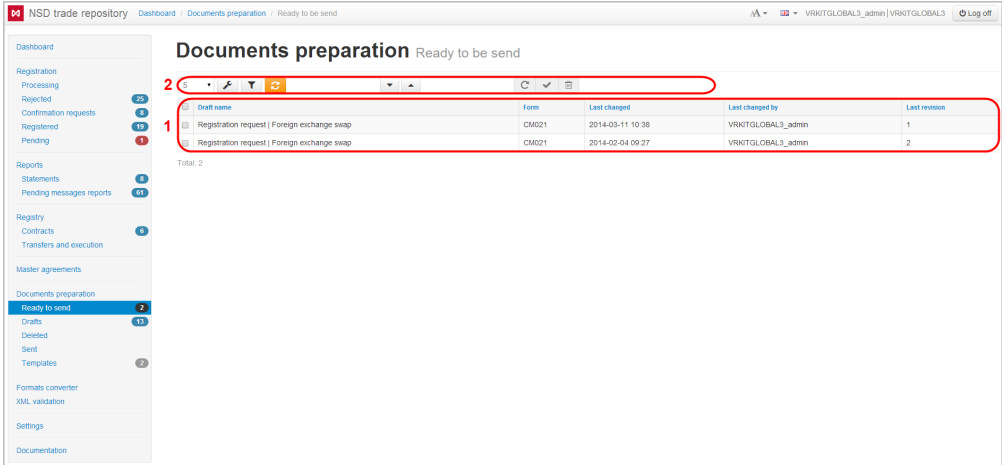 NSD trade repository Dashboard / Documents preparation / Ready to be send AA VRKITGLOBAL3_admin | VRKITGLOBAL3 Log off
Dashboard
Registration
Processing
Rejected 25
Confirmation requests 8
Registered 19
Pending 1
Reports
Statements 8
Pending messages reports 61
Registry
Contracts 6
Transfers and execution
Master agreements
Documents preparation
Ready to send 2
Drafts 13
Deleted
Sent
Templates 2
Formats converter
XML validation
Settings
Documentation
Documents preparation Ready to be send
2 5
1 Draft name Form Last changed Last changed by Last revision
Registration request | Foreign exchange swap CM021 2014-03-11 10:38 VRKITGLOBAL3_admin 1
Registration request | Foreign exchange swap CM021 2014-02-04 09:27 VRKITGLOBAL3_admin 2
Total: 2